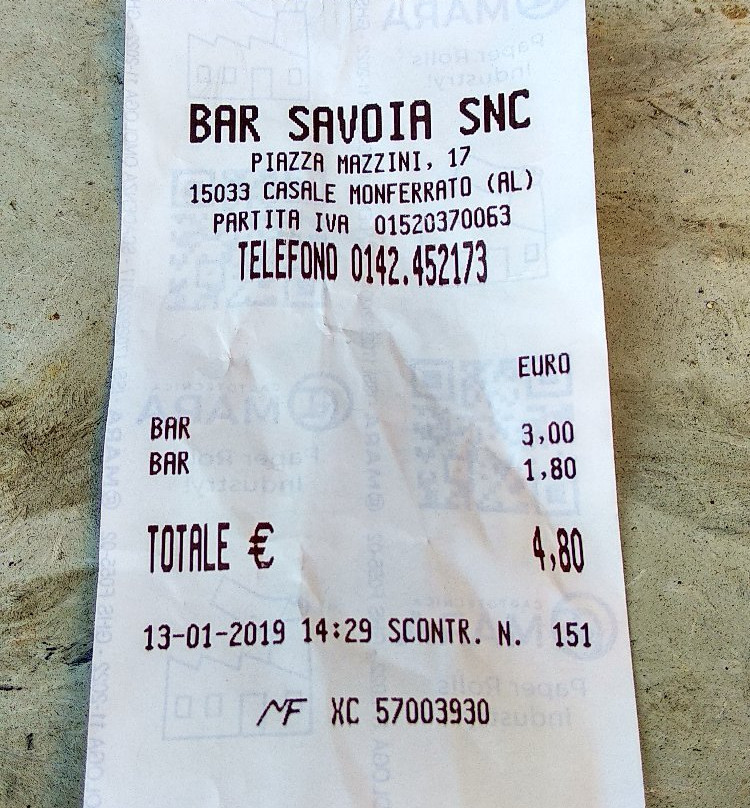 BAR SAVOIA SNC
PIAZZA MAZZINI, 17
15033 CASALE MONFERRATO (AL)
PARTITA IVA 01520370063
TELEFONO 0142.452173
EURO
BAR 3,00
BAR 1,80
TOTALE € 4,80
13-01-2019 14:29 SCONTR. N. 151
MF XC 57003930